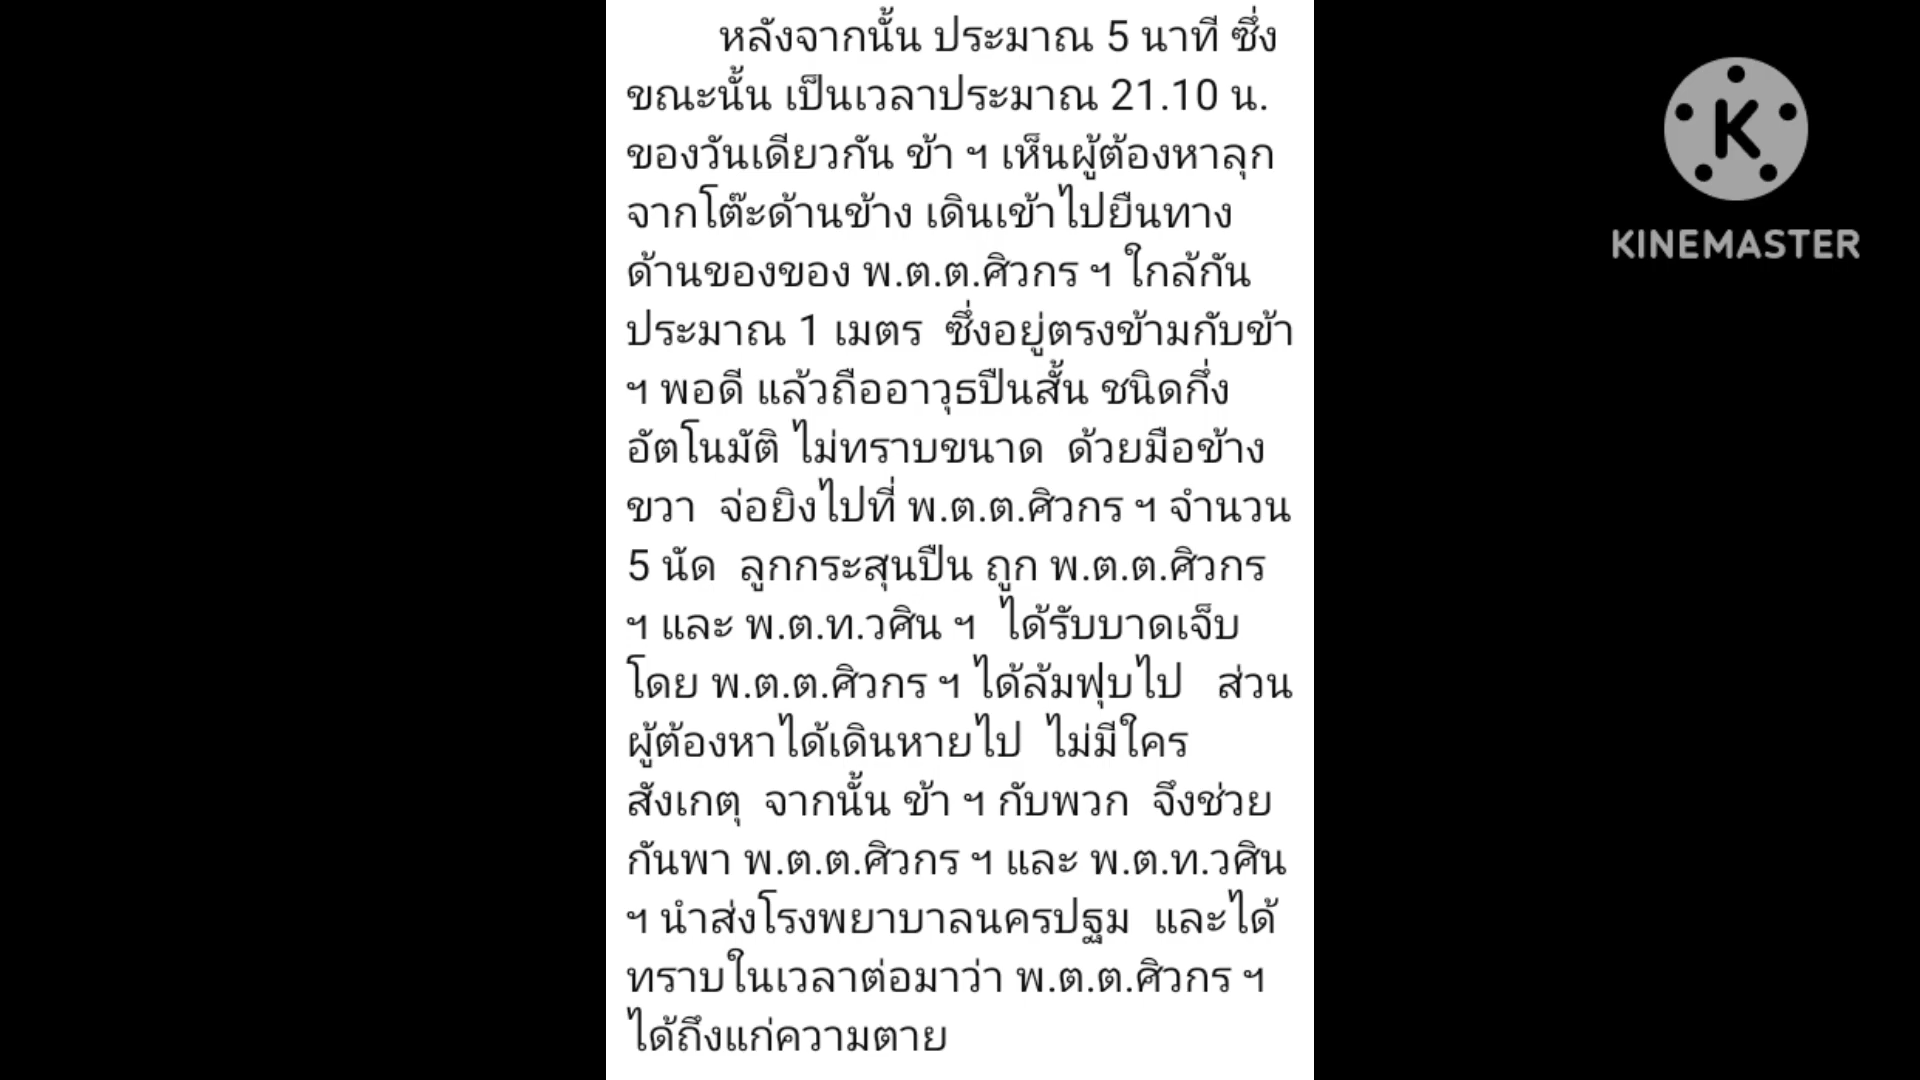 หลังจากนั้น ประมาณ 5 นาที ซึ่ง
ขณะนั้น เป็นเวลาประมาณ 21.10 น.
ของวันเดียวกัน ข้า ฯ เห็นผู้ต้องหาลุก
จากโต๊ะด้านข้าง เดินเข้าไปยืนทาง
ด้านของของ พ.ต.ต.ศิวกร ฯ ใกล้กัน
ประมาณ 1 เมตร  ซึ่งอยู่ตรงข้ามกับข้า
ฯ พอดี แล้วถืออาวุธปืนสั้น ชนิดกึ่ง
อัตโนมัติ ไม่ทราบขนาด  ด้วยมือข้าง
ขวา  จ่อยิงไปที่ พ.ต.ต.ศิวกร ฯ จำนวน
5 นัด  ลูกกระสุนปืน ถูก พ.ต.ต.ศิวกร
ฯ และ พ.ต.ท.วศิน ฯ  ได้รับบาดเจ็บ
โดย พ.ต.ต.ศิวกร ฯ ได้ล้มฟุบไป   ส่วน
ผู้ต้องหาได้เดินหายไป  ไม่มีใคร
สังเกตุ  จากนั้น ข้า ฯ กับพวก  จึงช่วย
กันพา พ.ต.ต.ศิวกร ฯ และ พ.ต.ท.วศิน
ฯ นำส่งโรงพยาบาลนครปฐม  และได้
ทราบในเวลาต่อมาว่า พ.ต.ต.ศิวกร ฯ
ได้ถึงแก่ความตาย
K
KINEMASTER